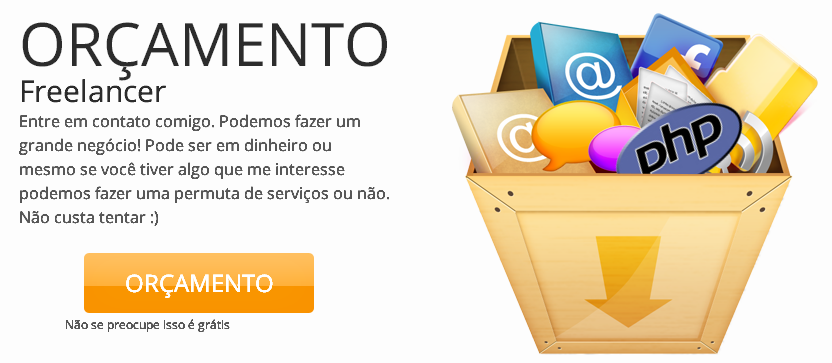 ORÇAMENTO
Freelancer
Entre em contato comigo. Podemos fazer um
grande negócio! Pode ser em dinheiro ou
mesmo se você tiver algo que me interesse
podemos fazer uma permuta de serviços ou não.
Não custa tentar :)
ORÇAMENTO
Não se preocupe isso é grátis
@
@
f
php